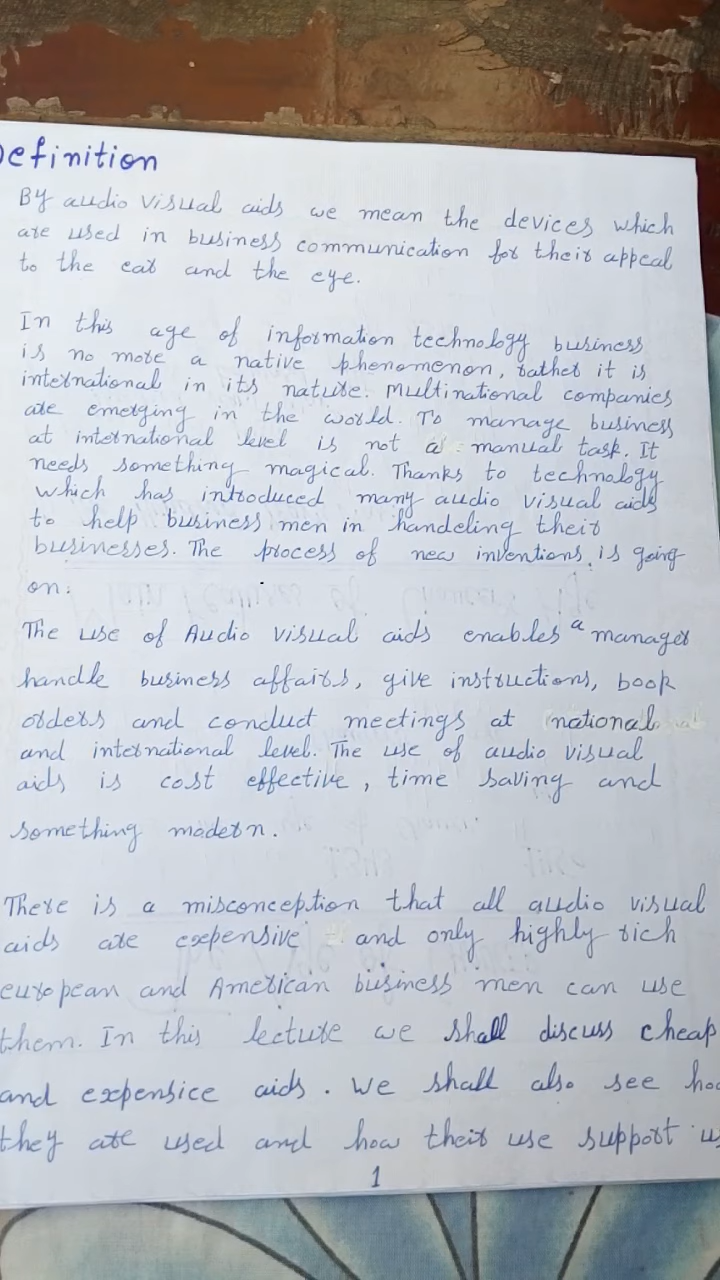 Definition
By audio visual aids we mean the devices which
are used in business communication for their appeal
to the ear and the eye.
In this age of information technology business
is no more a native phenomenon, rather it is
international in its nature. Multinational companies
are emerging in the world. To manage business
at international level is not a manual task. It
needs something magical. Thanks to technology
which has introduced many audio visual aids
to help business men in handeling their
businesses. The process of new inventions is going
on.
The use of Audio visual aids enables a manager
handle business affairs, give instructions, book
orders and conduct meetings at national
and international level. The use of audio visual
aids is cost effective, time saving and
something modern.
There is a misconception that all audio visual
aids are expensive and only highly rich
european and American business men can use
them. In this lecture we shall discuss cheap
and expensice aids. We shall also see ho
they are used and how their use support us
1